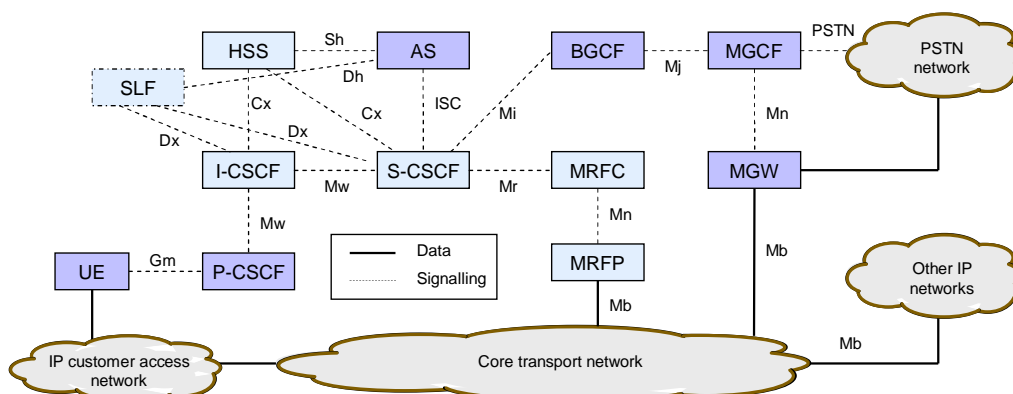 PSTN
HSS
Sh
AS
BGCF
Mj
MGCF
PSTN
network
SLF
Dh
Cx
Cx
ISC
Mi
Mn
Dx
Dx
I-CSCF
Mw
S-CSCF
Mr
MRFC
MGW
Mw
Mn
Gm
Data
Mb
UE
P-CSCF
Signalling
MRFP
Other IP
networks
Mb
Mb
IP customer access
network
Core transport network